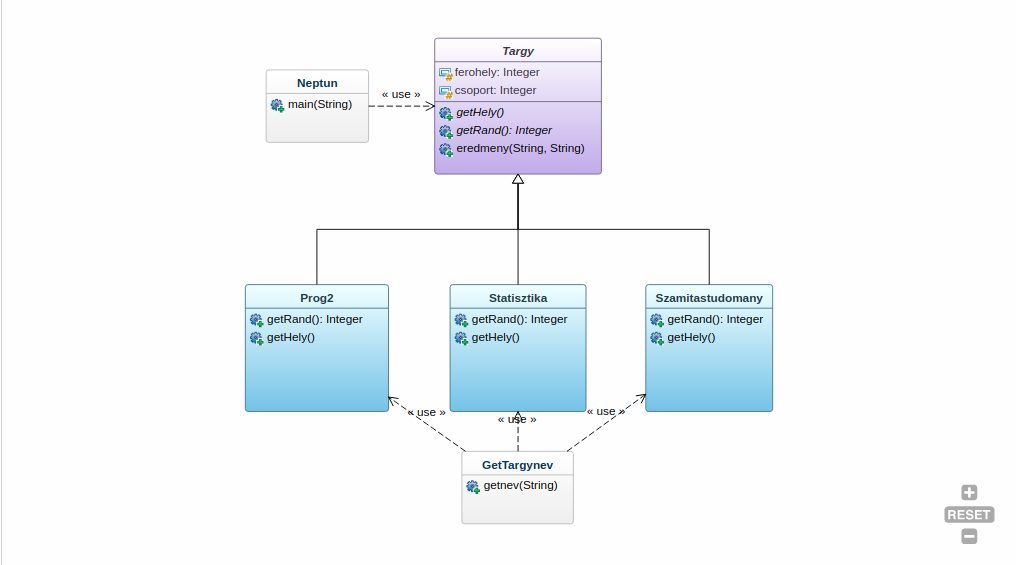 Targy
ferohely: Integer
csoport: Integer
getHely()
getRand(): Integer
eredmeny(String, String)
Neptun
main(String)
« use »
Prog2
getRand(): Integer
getHely()
Statisztika
getRand(): Integer
getHely()
Szamitastudomany
getRand(): Integer
getHely()
« use »
« use »
« use »
GetTargynev
getnev(String)
RESET